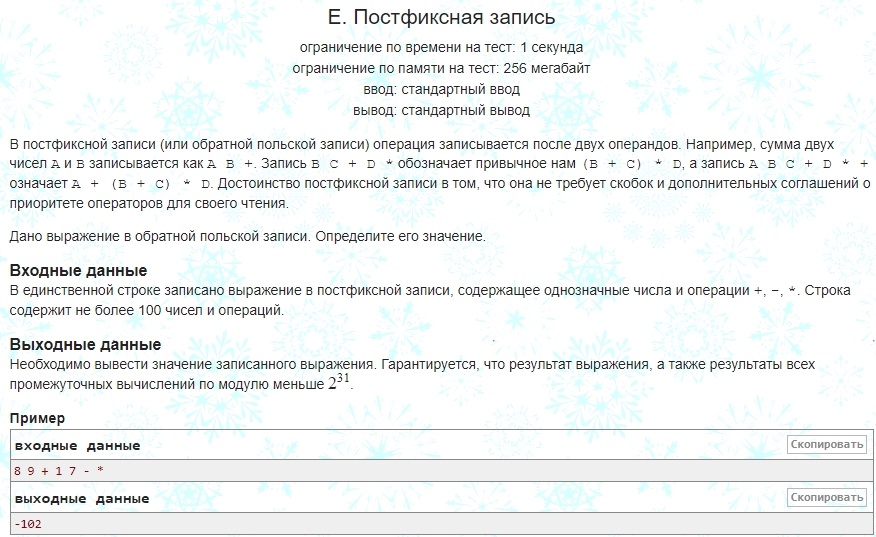 Е. Постфиксная запись
ограничение по времени на тест: 1 секунда
ограничение по памяти на тест: 256 мегабайт
ввод: стандартный ввод
вывод: стандартный вывод
В постфиксной записи (или обратной польской записи) операция записывается после двух операндов. Например, сумма двух
чисел A и B записывается как A B +. Запись B C + D * обозначает привычное нам (B + C) * D, а запись A B C + D * +
означает A + (B + C) * D. Достоинство постфиксной записи в том, что она не требует скобок и дополнительных соглашений о
приоритете операторов для своего чтения.
Дано выражение в обратной польской записи. Определите его значение.
Входные данные
В единственной строке записано выражение в постфиксной записи, содержащее однозначные числа и операции +, −, *. Строка
содержит не более 100 чисел и операций.
Выходные данные
Необходимо вывести значение записанного выражения. Гарантируется, что результат выражения, а также результаты всех
промежуточных вычислений по модулю меньше 2³¹.
Пример
входные данные
Скопировать
8 9 + 1 7 - *
выходные данные
Скопировать
-102